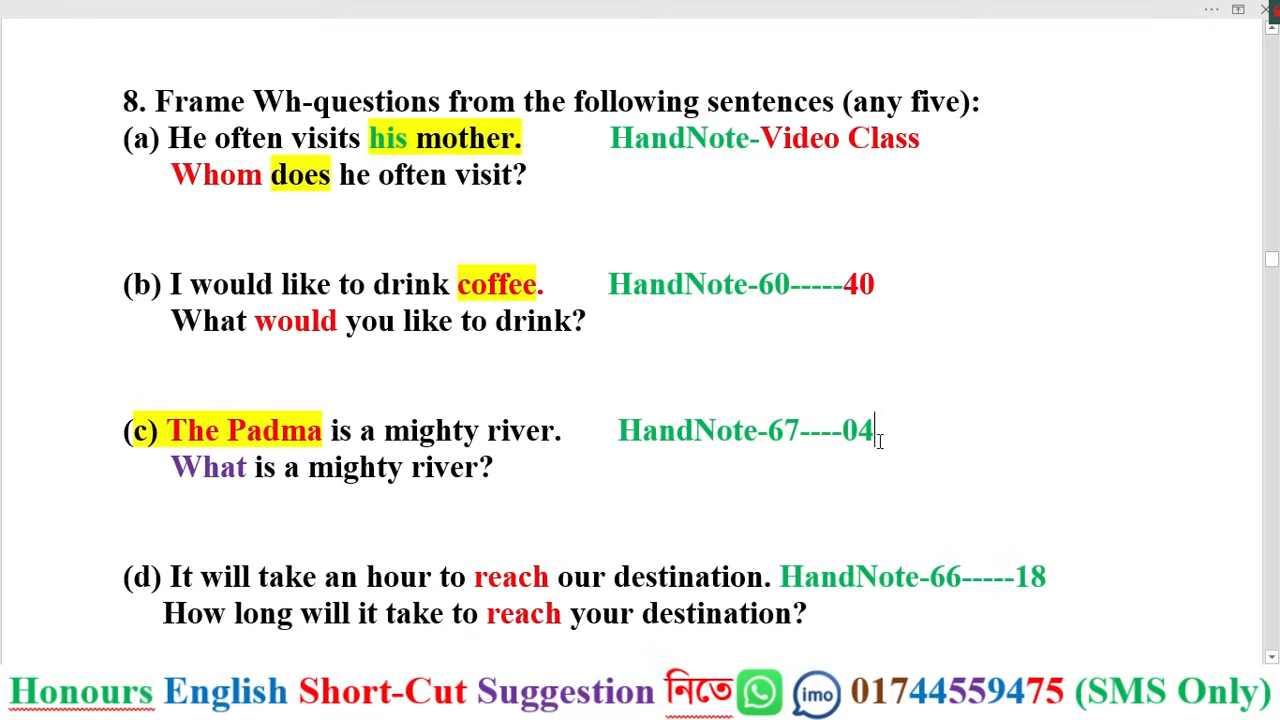 8. Frame Wh-questions from the following sentences (any five):
(a) He often visits his mother. HandNote-Video Class
Whom does he often visit?
(b) I would like to drink coffee. HandNote-60-----40
What would you like to drink?
(c) The Padma is a mighty river. HandNote-67----04
What is a mighty river?
(d) It will take an hour to reach our destination. HandNote-66-----18
How long will it take to reach your destination?
Honours English Short-Cut Suggestion নিতে imo 01744559475 (SMS Only)